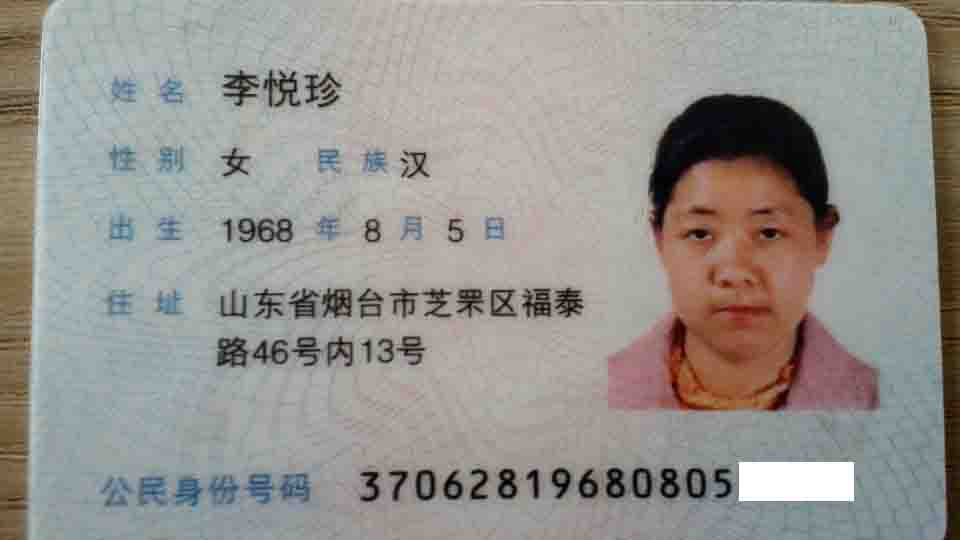 姓名 李悦珍
性别 女 民族 汉
出生 1968 年 8 月 5 日
住址 山东省烟台市芝罘区福泰
路46号内13号
公民身份号码 37062819680805